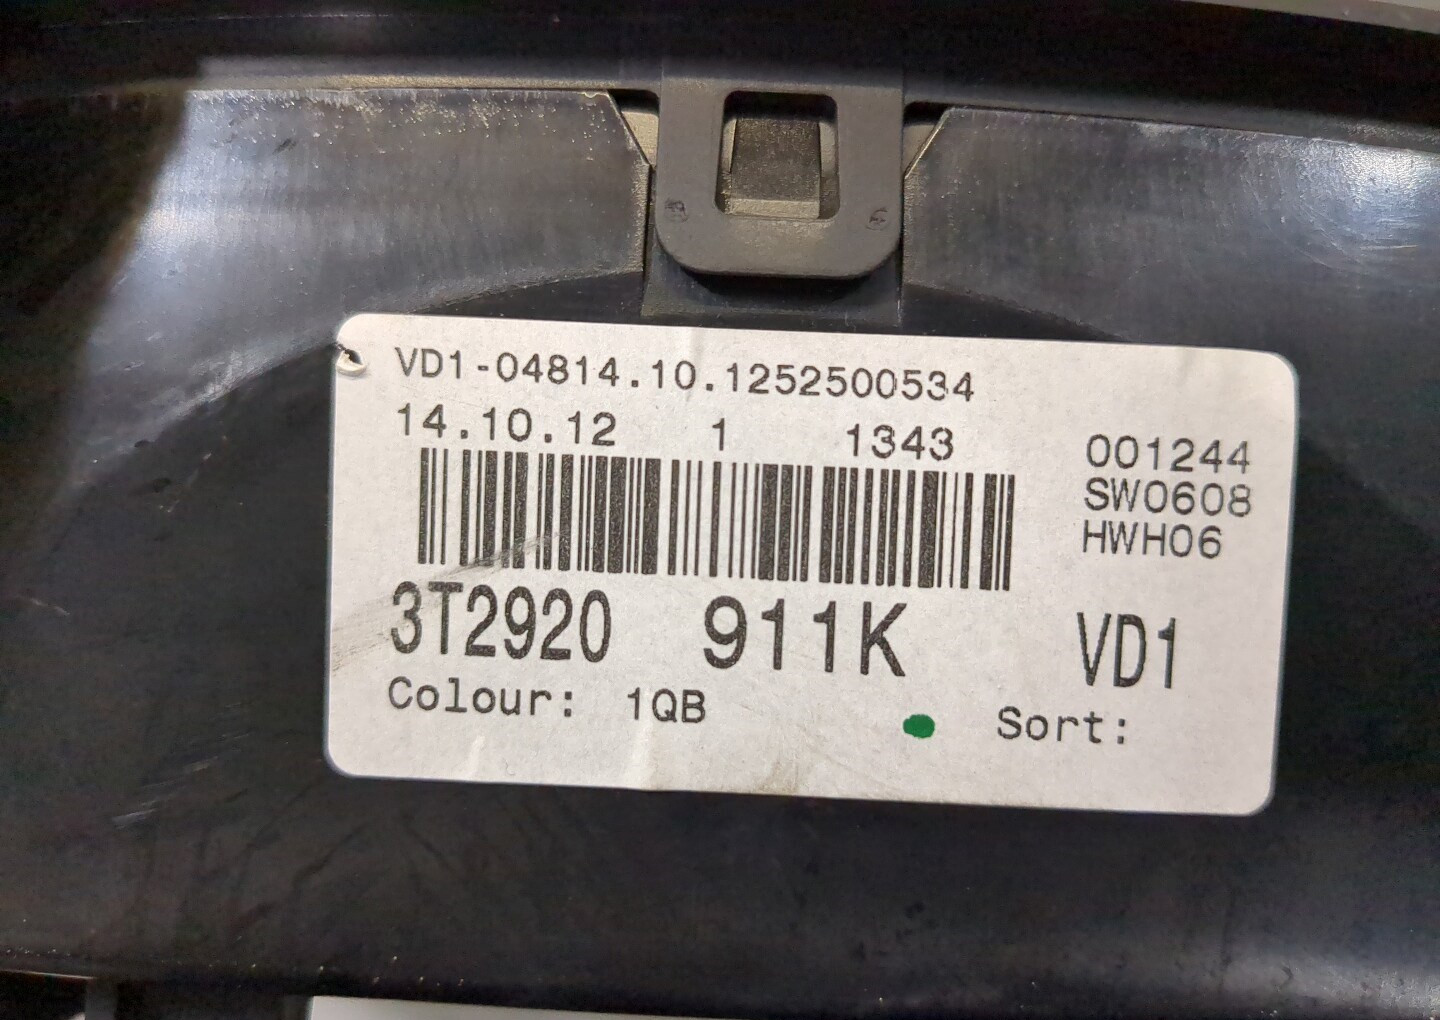 VD1-04814.10.1252500534
14.10.12 1 1343
001244
SW0608
HWH06
3T2920 911K VD1
Colour: 1QB Sort: